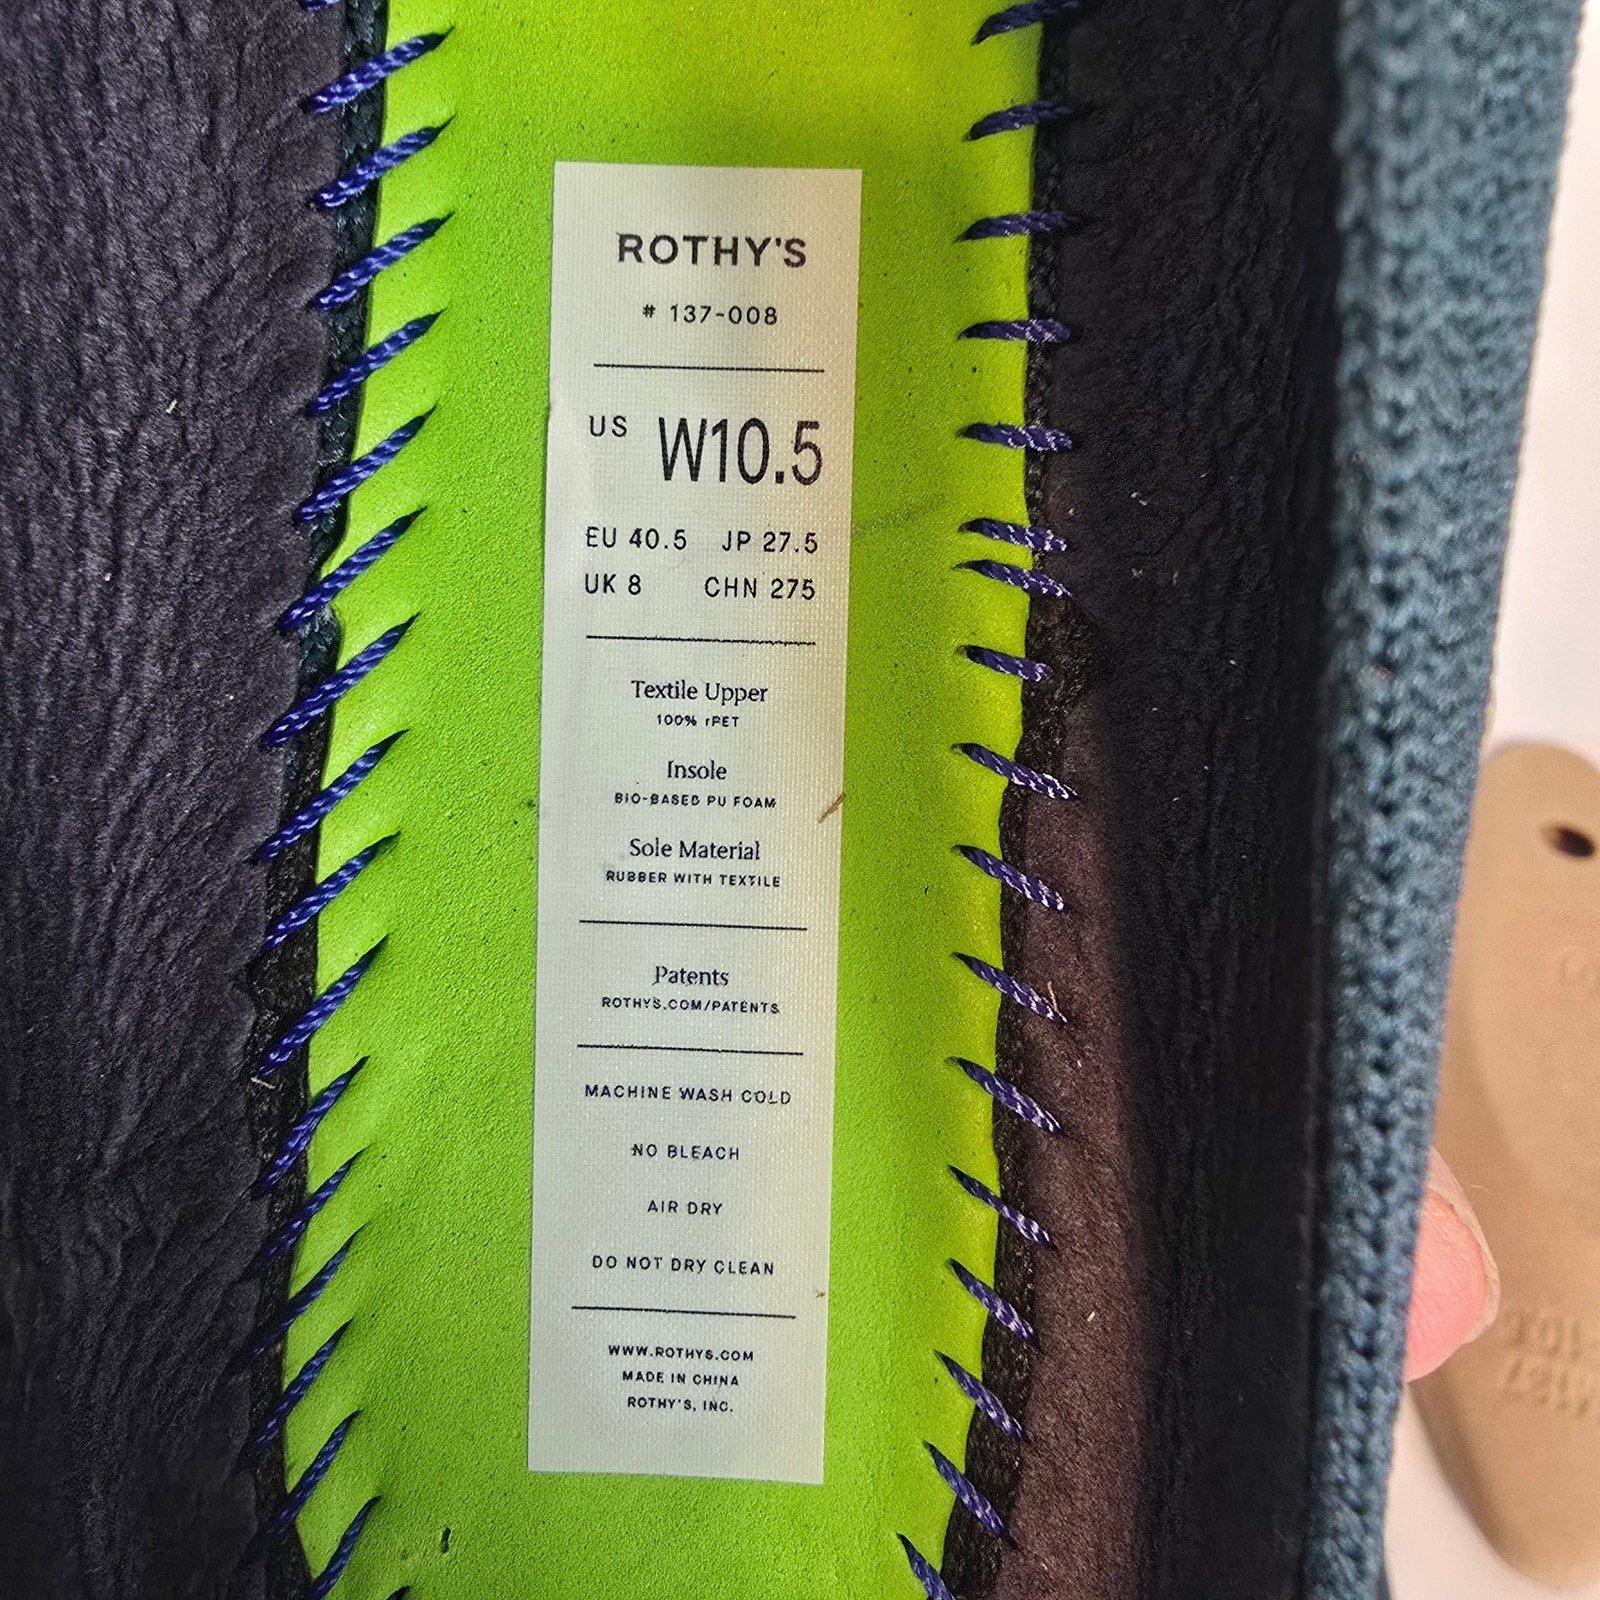 ROTHY'S
# 137-008
US W10.5
EU 40.5 JP 27.5
UK 8 CHN 275
Textile Upper
100% rPET
Insole
BIO-BASED PU FOAM
Sole Material
RUBBER WITH TEXTILE
Patents
ROTHYS.COM/PATENTS
MACHINE WASH COLD
NO BLEACH
AIR DRY
DO NOT DRY CLEAN
WWW.ROTHYS.COM
MADE IN CHINA
ROTHY'S, INC.